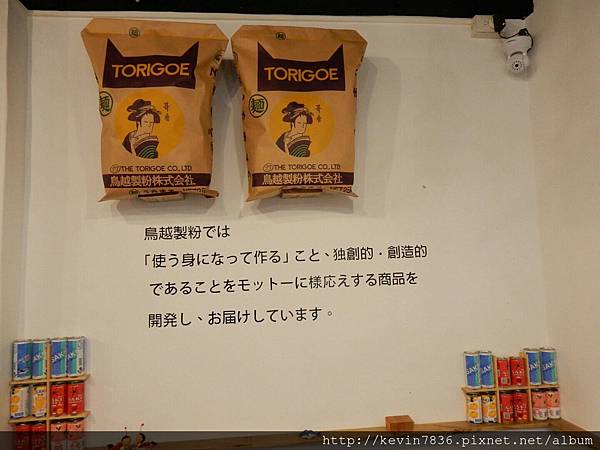 TORIGOE
麺
THE TORIGOE CO., LTD
鳥越製粉株式会社
TORIGOE
麺
THE TORIGOE CO., LTD
鳥越製粉株式会社
鳥越製粉では
「使う身になって作る」こと、独創的・創造的
であることをモットーに様応えする商品を
開発し、お届けしています。
http://kevin7836.pixnet.net/album